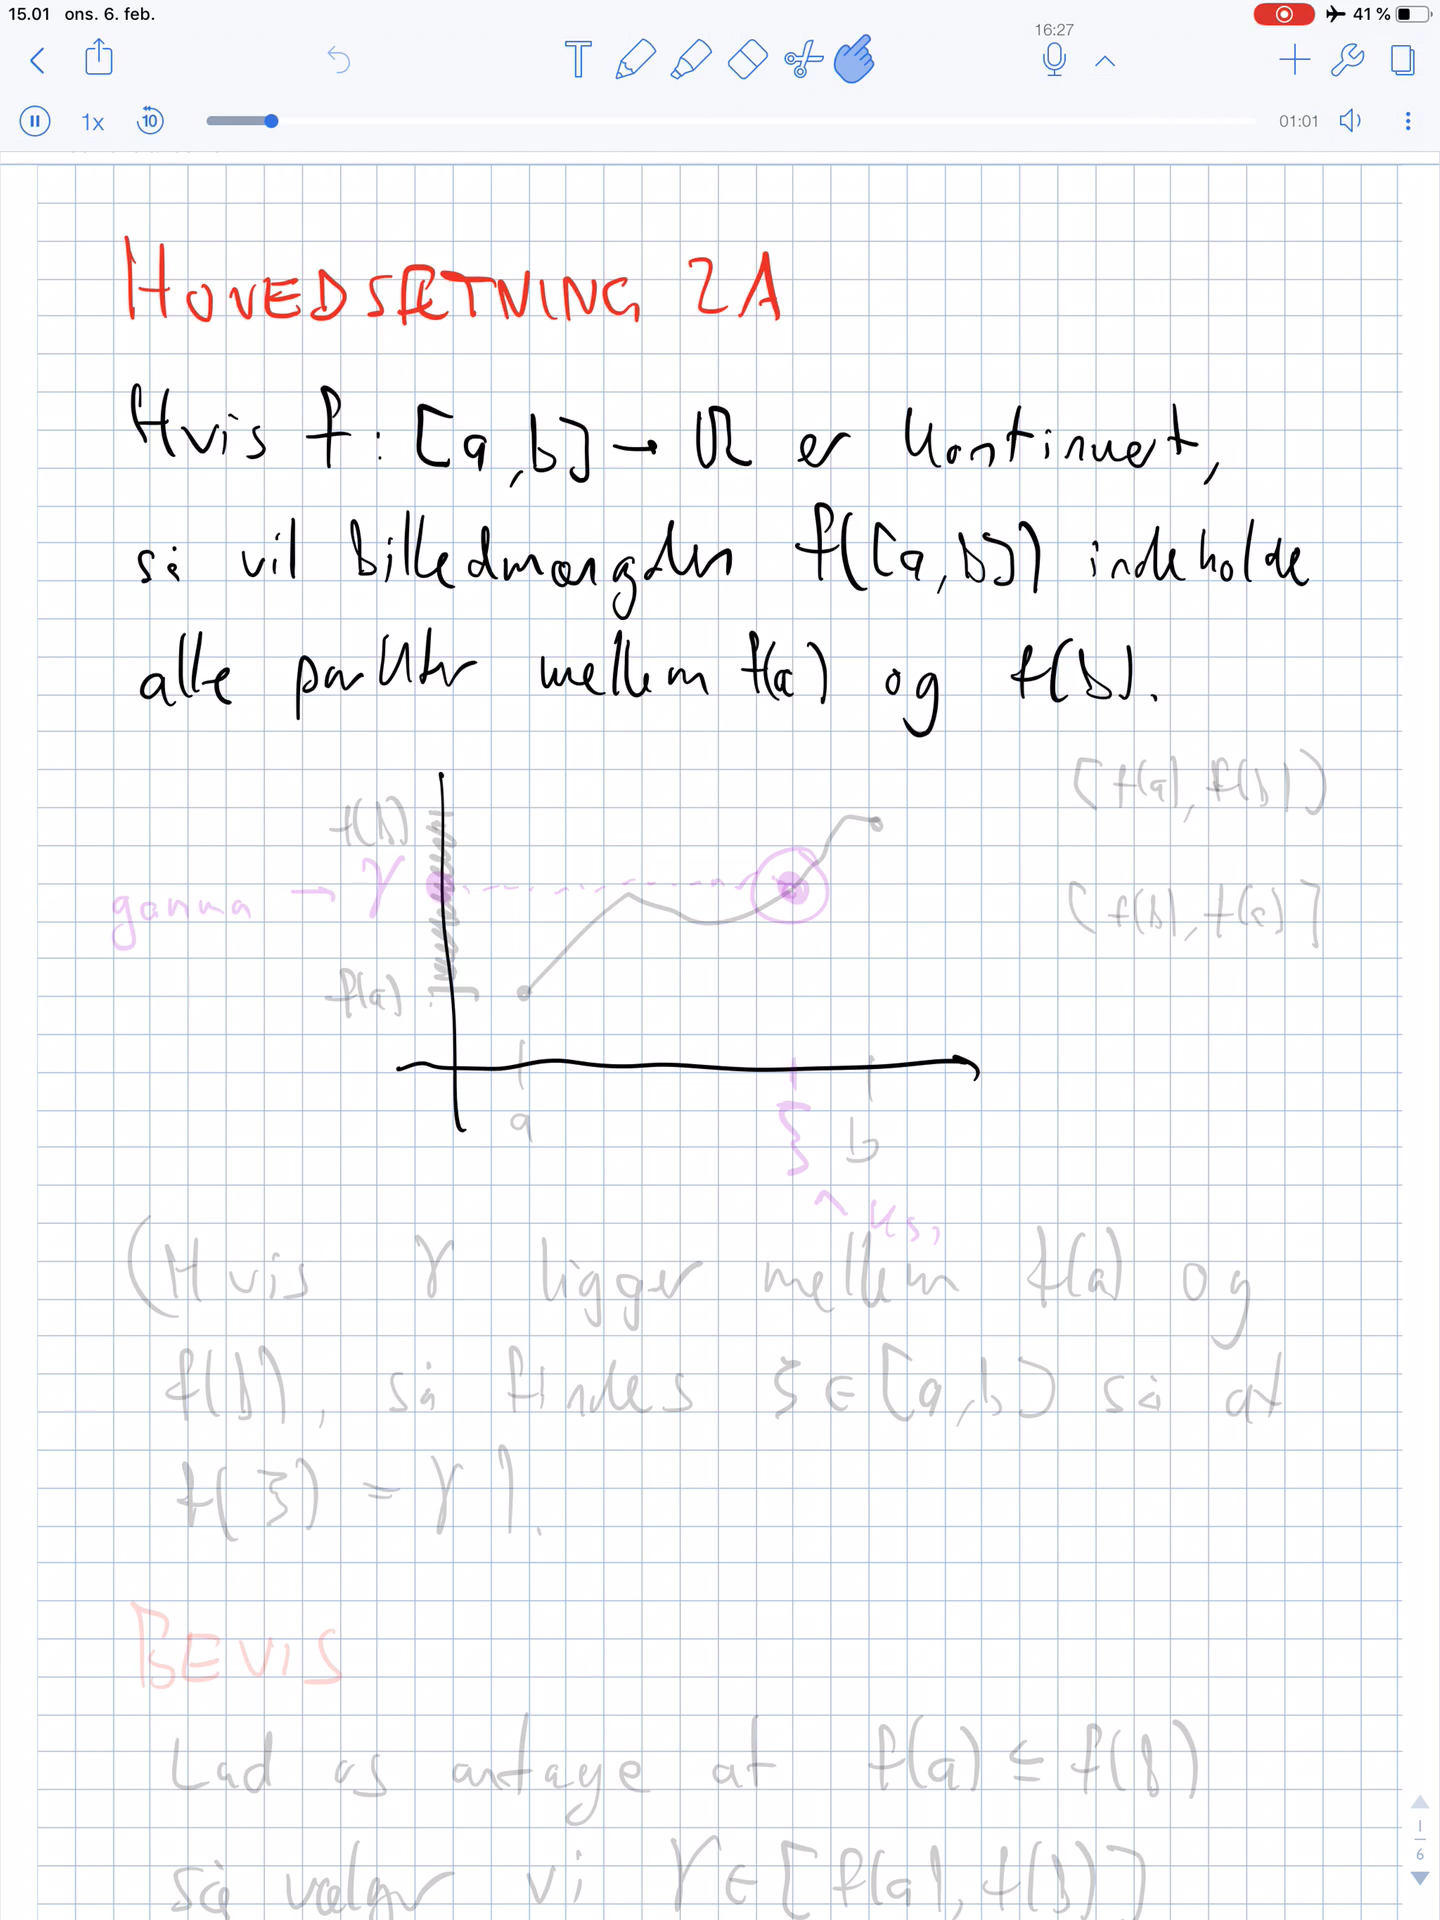 15.01 ons. 6. feb.
41 %
16:27
T
1x
10
01:01
HOVEDSÆTNING 2A
Hvis f : [a,b] → ℝ er kontinuert,
så vil billedmængden f([a,b]) indeholde
alle punkter mellem f(a) og f(b).
[f(a), f(b)]
f(b)
gamma → γ
[f(b), f(a)]
f(a)
a
ξ
b
(Hvis γ ligger mellem f(a) og
f(b), så findes ξ ∈ [a,b] så at
f(ξ) = γ).
BEVIS
Lad os antage at f(a) ≤ f(b)
så vælger vi γ ∈ [f(a), f(b)]
1
6